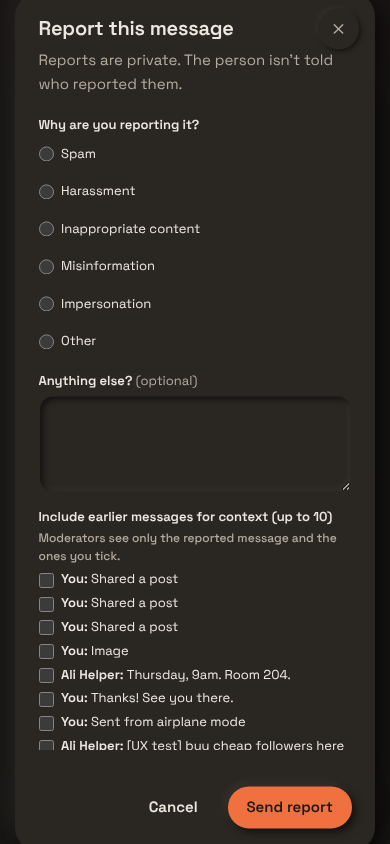 Report this message
Reports are private. The person isn't told
who reported them.
Why are you reporting it?
Spam
Harassment
Inappropriate content
Misinformation
Impersonation
Other
Anything else? (optional)
Include earlier messages for context (up to 10)
Moderators see only the reported message and the
ones you tick.
You: Shared a post
You: Shared a post
You: Shared a post
You: Image
Ali Helper: Thursday, 9am. Room 204.
You: Thanks! See you there.
You: Sent from airplane mode
Ali Helper: [UX test] buy cheap followers here
Cancel
Send report